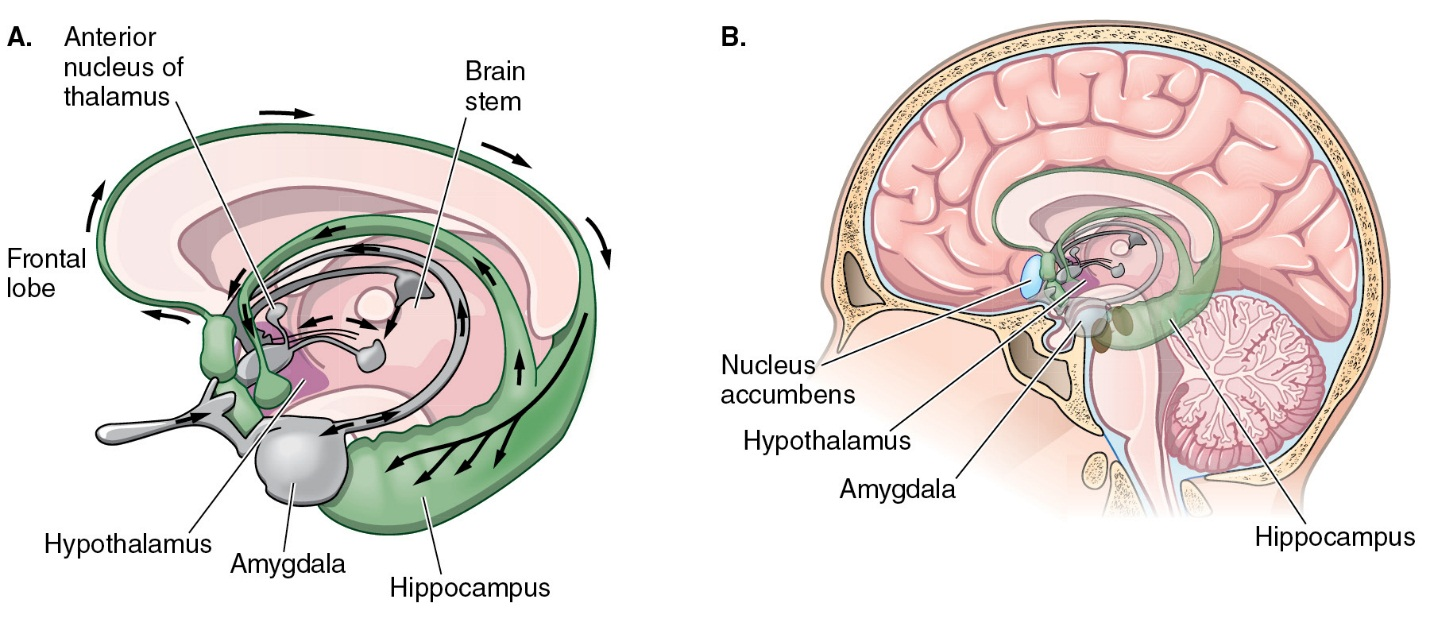 A.
Anterior
nucleus of
thalamus
Brain
stem
Frontal
lobe
Hypothalamus
Amygdala
Hippocampus
B.
Nucleus
accumbens
Hypothalamus
Amygdala
Hippocampus